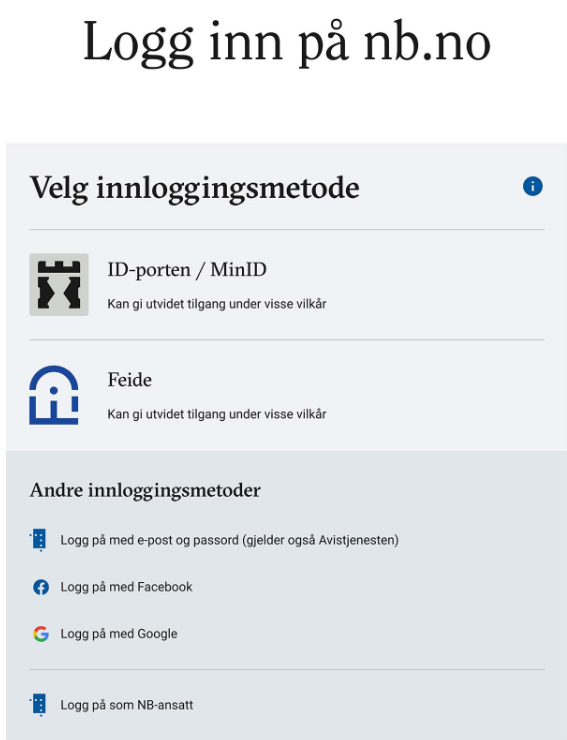 Logg inn på nb.no
Velg innloggingsmetode
ID-porten / MinID
Kan gi utvidet tilgang under visse vilkår
Feide
Kan gi utvidet tilgang under visse vilkår
Andre innloggingsmetoder
Logg på med e-post og passord (gjelder også Avistjenesten)
Logg på med Facebook
Logg på med Google
Logg på som NB-ansatt